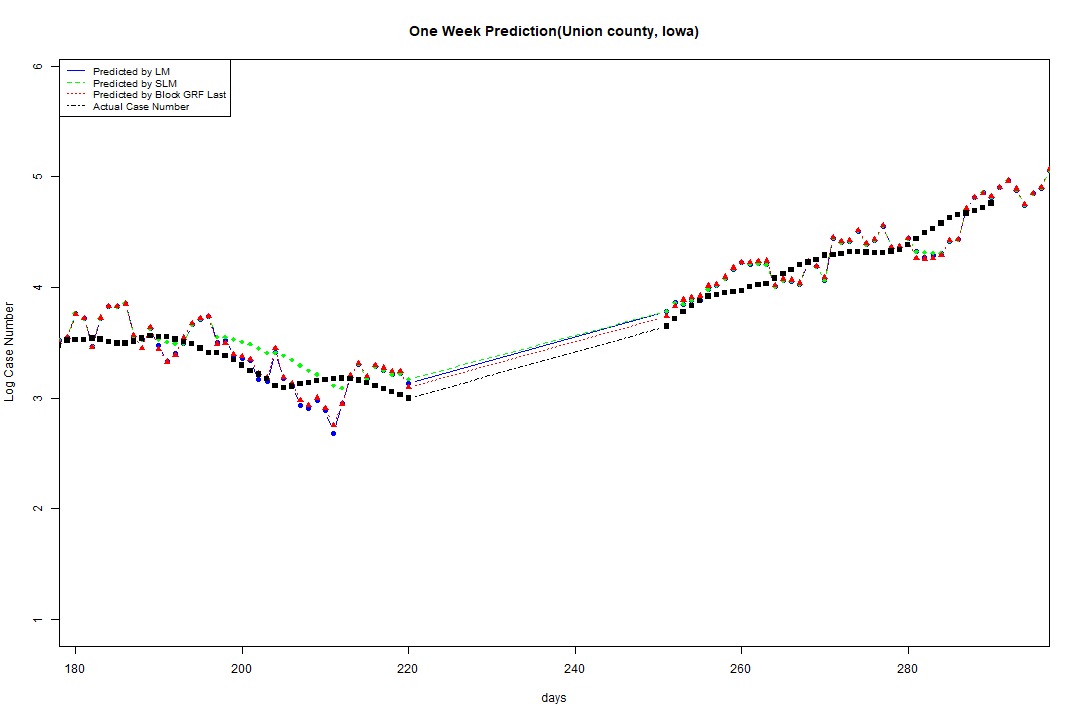 One Week Prediction(Union county, Iowa)
Predicted by LM
Predicted by SLM
Predicted by Block GRF Last
Actual Case Number
6
5
4
3
2
1
Log Case Number
180 200 220 240 260 280
days